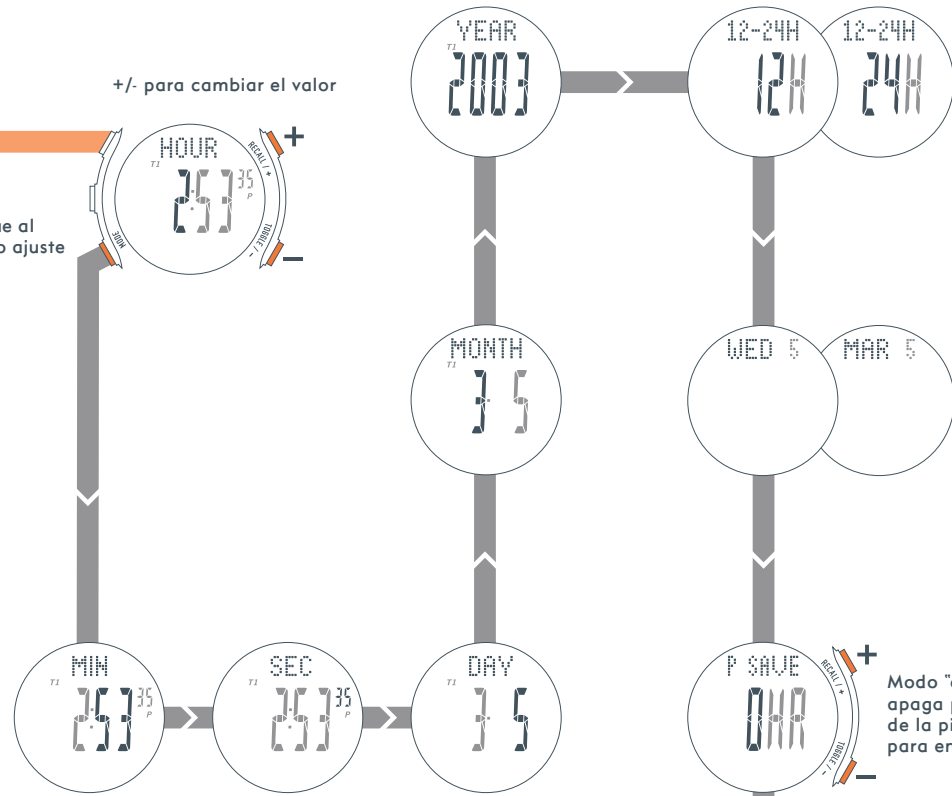 YEAR
T1
2003
12-24H
12H
12-24H
24H
+/- para cambiar el valor
HOUR
T1
2:53 35
P
RECALL / +
TOGGLE / -
MODE
+
−
al
ajuste
MONTH
T1
3- 5
WED 5
MAR 5
MIN
T1
2:53 35
P
SEC
T1
2:53 35
P
DAY
T1
3- 5
P SAVE
0HR
RECALL / +
TOGGLE / -
+
−
Modo
apaga
de la
para